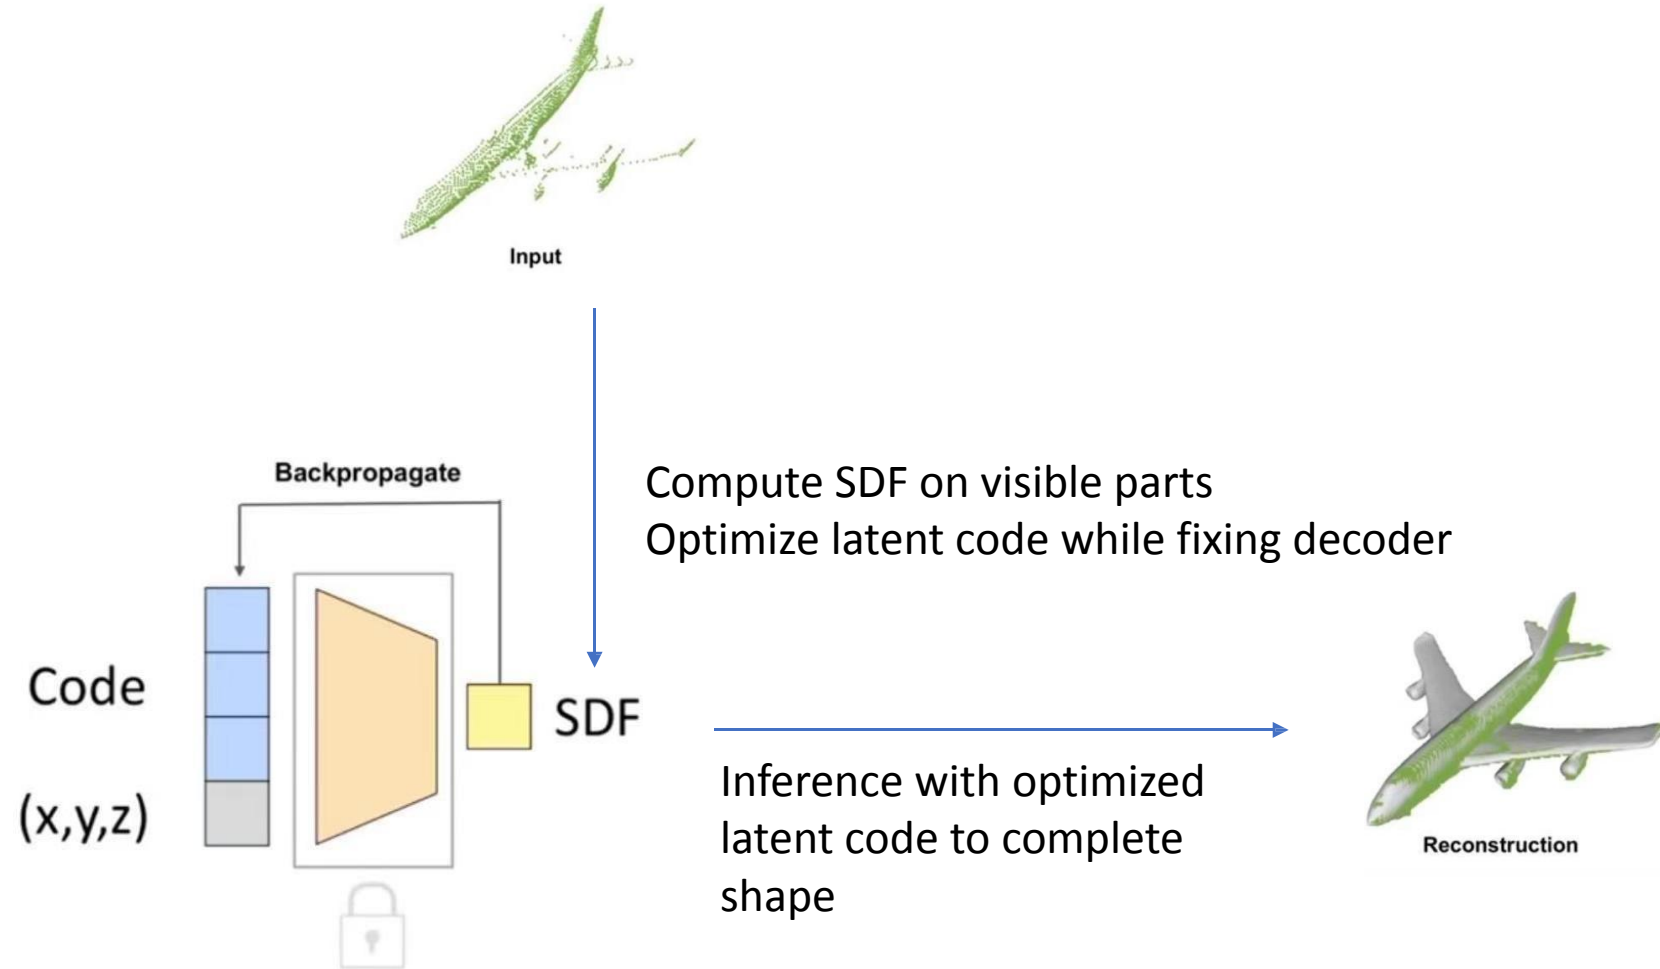 Input
Backpropagate
Compute SDF on visible parts
Optimize latent code while fixing decoder
Code
SDF
(x,y,z)
Inference with optimized
latent code to complete
shape
Reconstruction